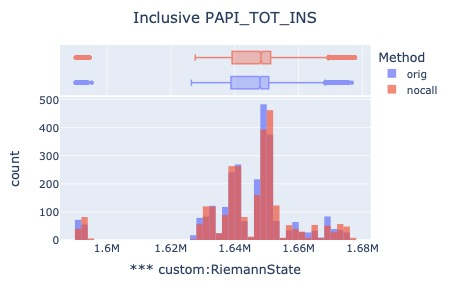 Inclusive PAPI_TOT_INS
Method
orig
nocall
500
400
300
200
100
0
count
1.6M
1.62M
1.64M
1.66M
1.68M
*** custom:RiemannState